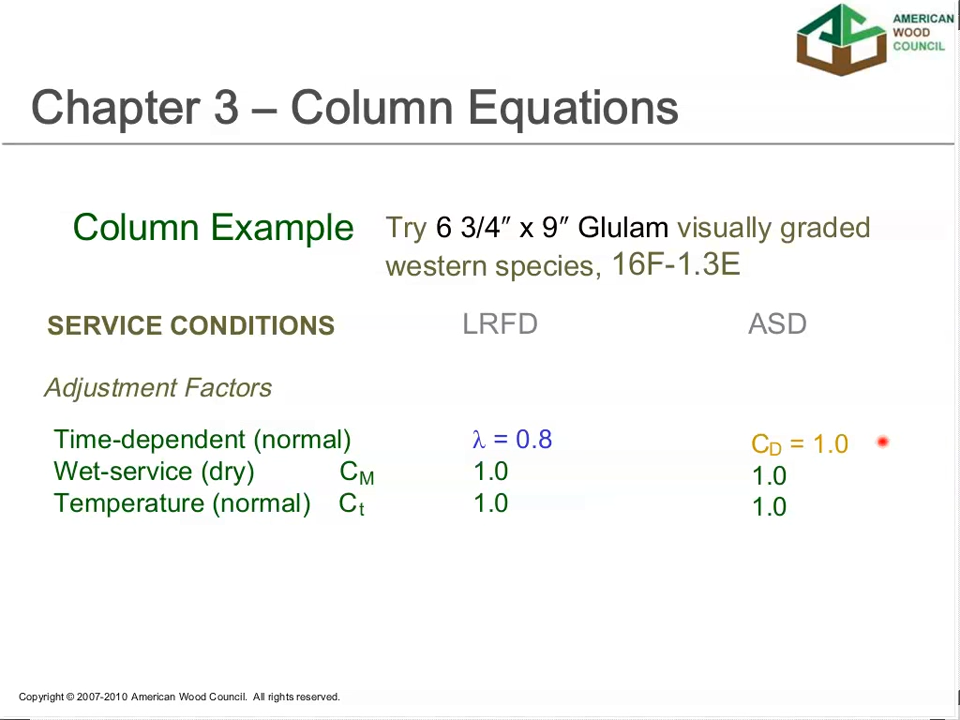 AMERICAN
WOOD
COUNCIL
Chapter 3 – Column Equations
Column Example
Try 6 3/4″ x 9″ Glulam visually graded
western species, 16F-1.3E
SERVICE CONDITIONS LRFD ASD
Adjustment Factors
Time-dependent (normal) λ = 0.8 CD = 1.0
Wet-service (dry) CM 1.0 1.0
Temperature (normal) Ct 1.0 1.0
Copyright © 2007-2010 American Wood Council. All rights reserved.